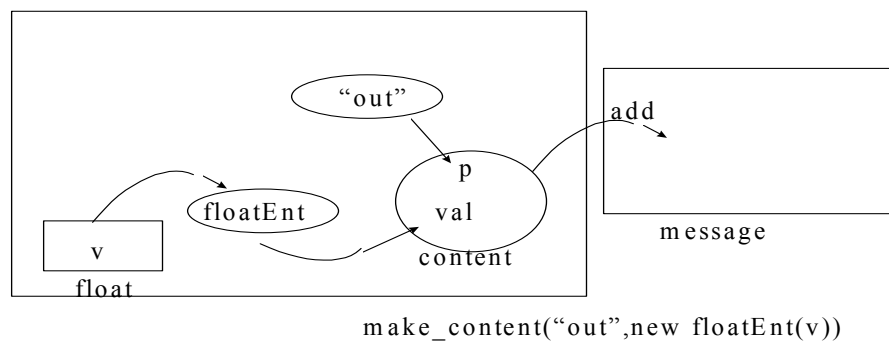 “out”
add
p
floatEnt
val
v
message
content
float
make_content(“out”,new floatEnt(v))